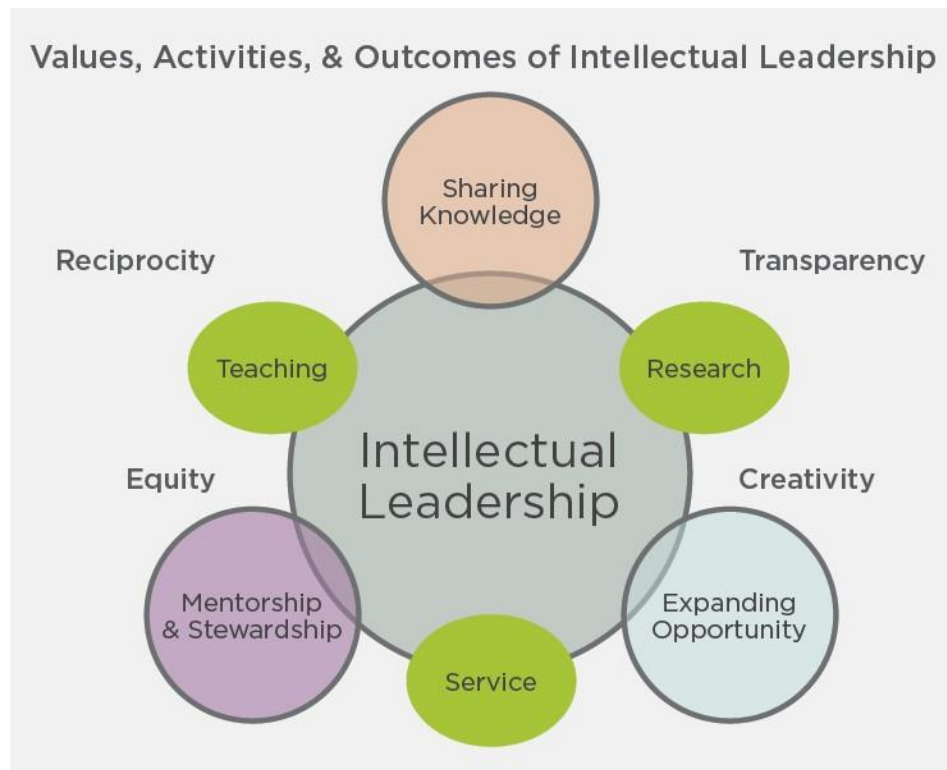 Values, Activities, & Outcomes of Intellectual Leadership
Sharing
Knowledge
Reciprocity
Transparency
Teaching
Research
Intellectual
Leadership
Equity
Creativity
Mentorship
& Stewardship
Expanding
Opportunity
Service